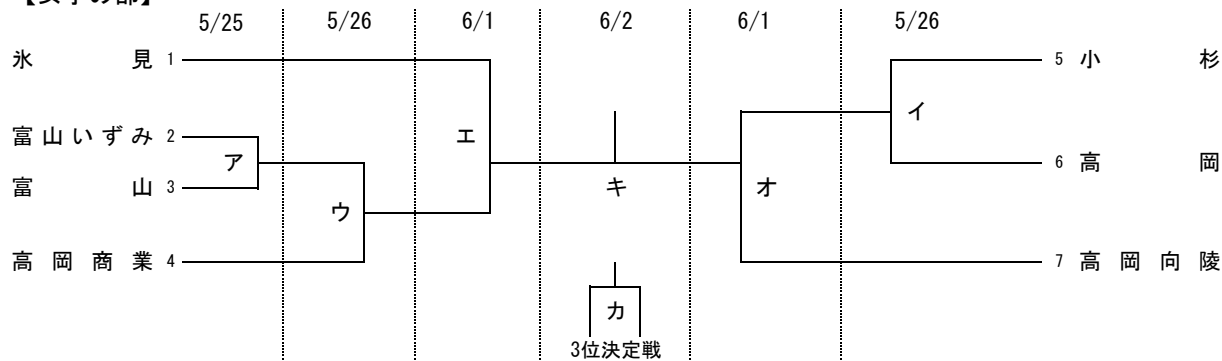 【女子の部】
5/25 5/26 6/1 6/2 6/1 5/26
氷見 1
5 小杉
富山いずみ 2
ア
富山 3
エ
イ
6 高岡
キ
オ
ウ
高岡商業 4
7 高岡向陵
カ
3位決定戦